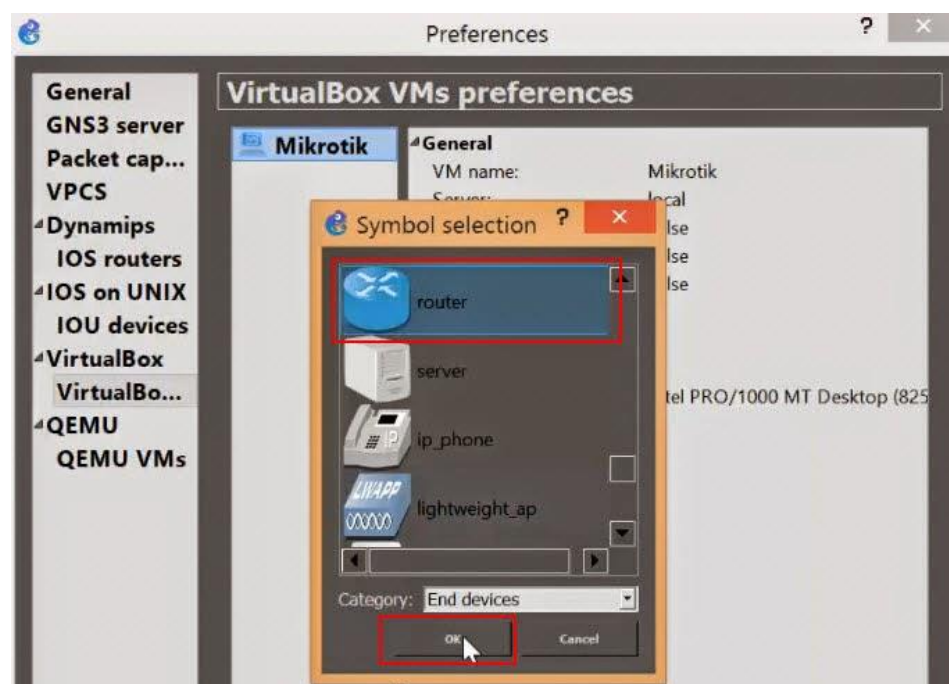 Preferences
?
General
GNS3 server
Packet cap...
VPCS
Dynamips
IOS routers
IOS on UNIX
IOU devices
VirtualBox
VirtualBo...
QEMU
QEMU VMs
VirtualBox VMs preferences
Mikrotik
General
VM name: Mikrotik
Server: local
lse
lse
lse
tel PRO/1000 MT Desktop (825
Symbol selection ?
router
server
ip_phone
LWAPP
lightweight_ap
Category: End devices
OK Cancel